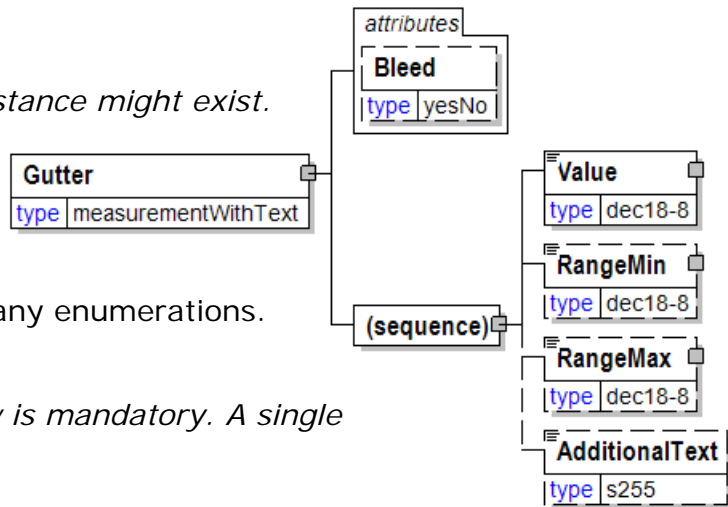 attributes
Bleed
type yesNo
stance might exist.
Gutter
type measurementWithText
Value
type dec18-8
RangeMin
type dec18-8
any enumerations.
(sequence)
RangeMax
type dec18-8
is mandatory. A single
AdditionalText
type s255